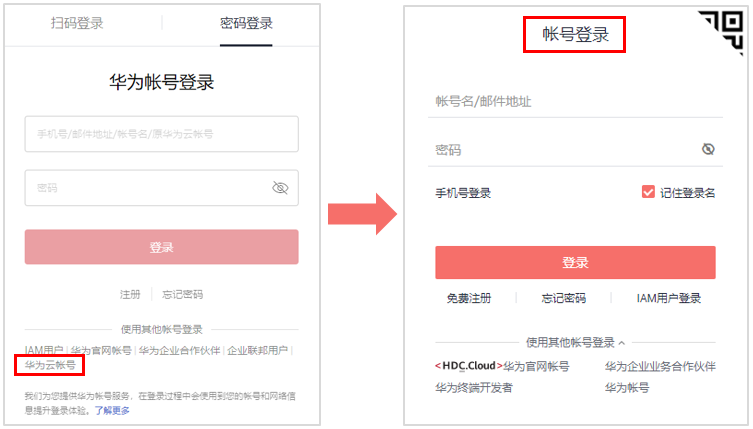 扫码登录
密码登录
华为帐号登录
手机号/邮件地址/帐号名/原华为云帐号
密码
登录
注册
忘记密码
使用其他帐号登录
IAM用户 | 华为官网帐号 | 华为企业合作伙伴 | 企业联邦用户 |
华为云帐号
我们为您提供华为帐号服务，在登录过程中会使用到您的帐号和网络信
息提升登录体验。了解更多
帐号登录
帐号名/邮件地址
密码
手机号登录
记住登录名
登录
免费注册
忘记密码
IAM用户登录
使用其他帐号登录
<HDC.Cloud>华为官网帐号
华为企业业务合作伙伴
华为终端开发者
华为帐号